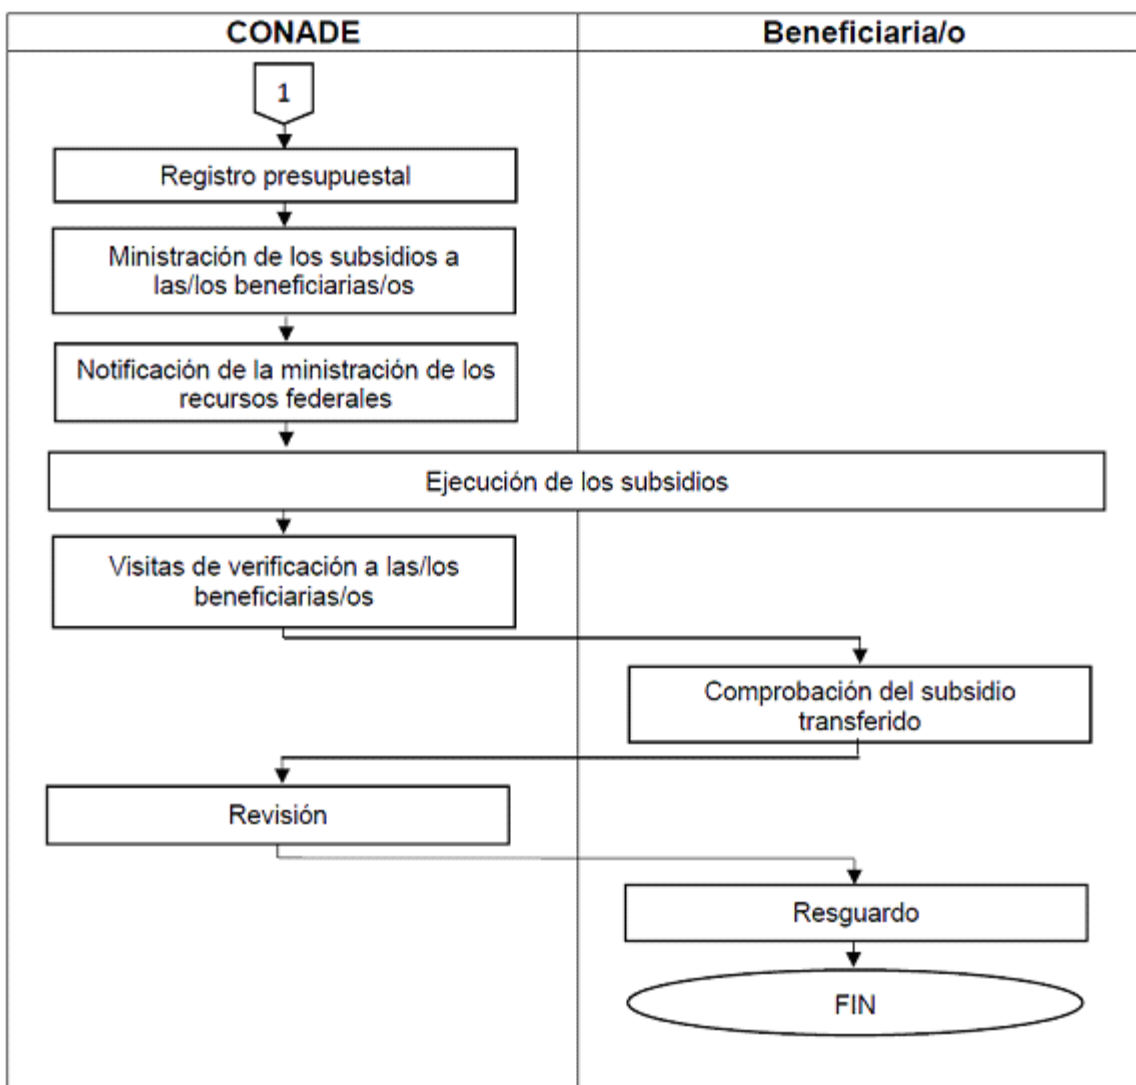 CONADE
Beneficiaria/o
1
Registro presupuestal
Ministración de los subsidios a
las/los beneficiarias/os
Notificación de la ministración de los
recursos federales
Ejecución de los subsidios
Visitas de verificación a las/los
beneficiarias/os
Comprobación del subsidio
transferido
Revisión
Resguardo
FIN